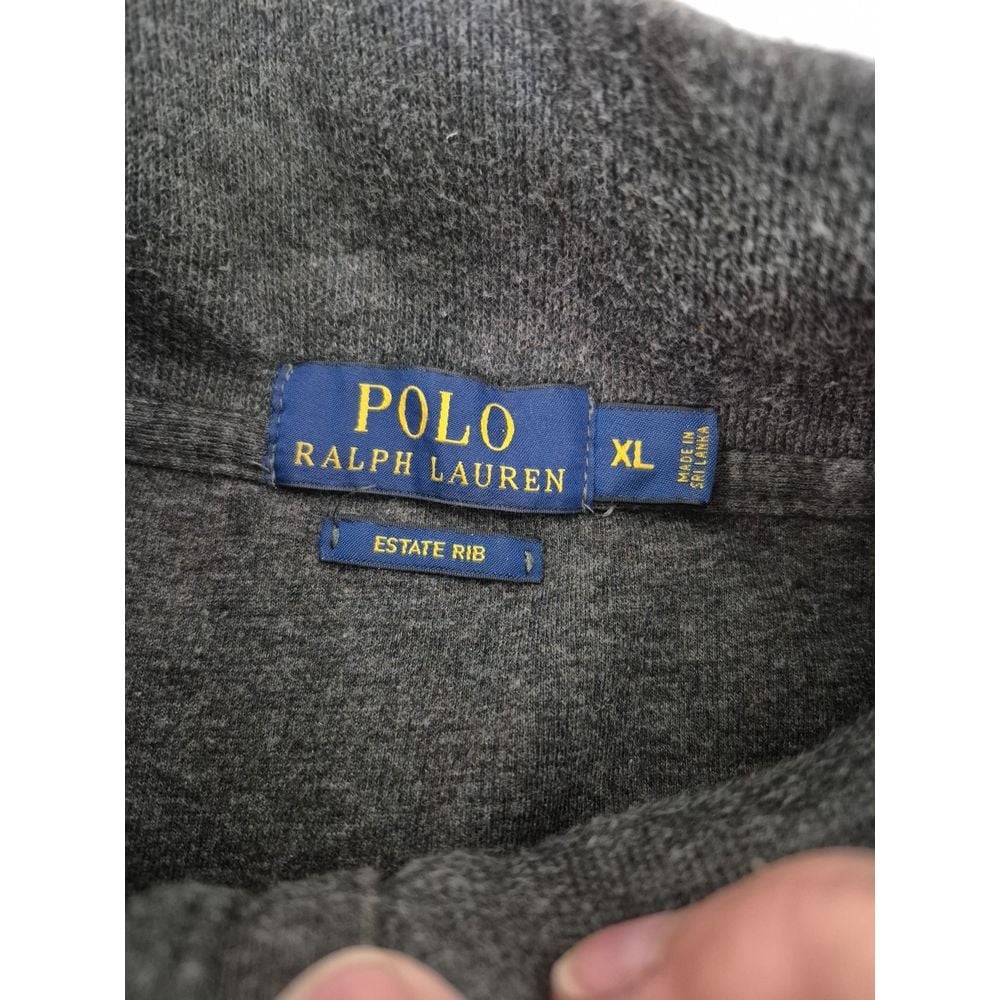 POLO
RALPH LAUREN
XL
MADE IN
SRI LANKA
ESTATE RIB